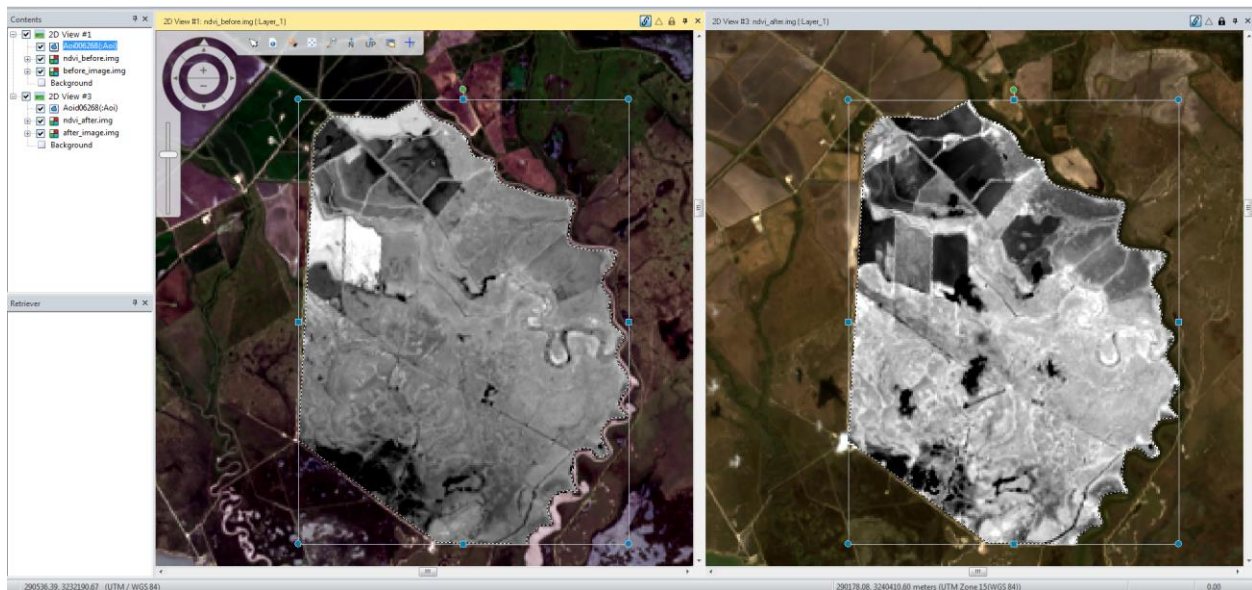 Contents
2D View #1
Aoi006268(:Aoi)
ndvi_before.img
before_image.img
Background
2D View #3
Aoid06268(:Aoi)
ndvi_after.img
after_image.img
Background
Retriever
2D View #1: ndvi_before.img (:Layer_1)
N UP
2D View #3: ndvi_after.img (:Layer_1)
290536.39, 3232190.67 (UTM / WGS 84)
290178.08, 3240410.60 meters (UTM Zone 15(WGS 84))
0.00